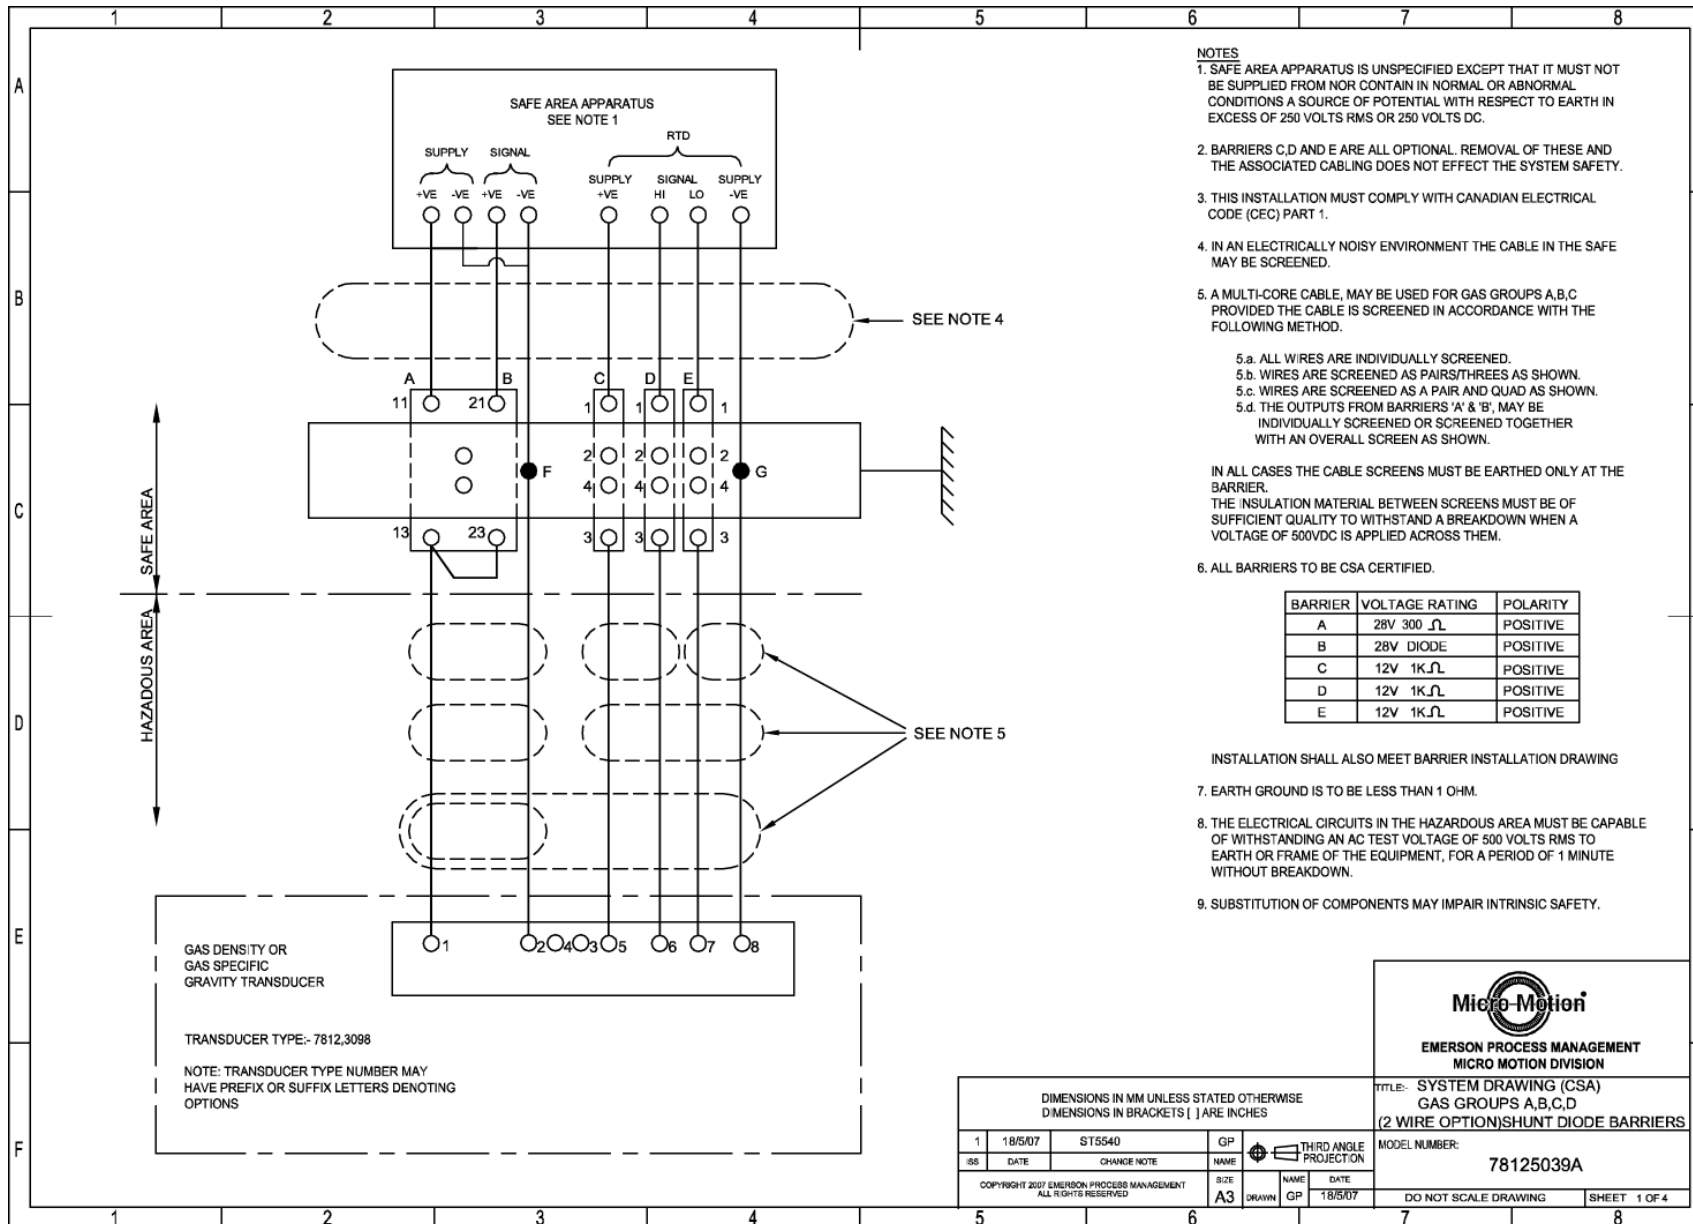 1 2 3 4 5 6 7 8
A
B
C
D
E
F
SAFE AREA APPARATUS
SEE NOTE 1
RTD
SUPPLY SIGNAL
SUPPLY SIGNAL SUPPLY
+VE -VE +VE -VE +VE HI LO -VE
SEE NOTE 4
A B C D E
11 21 1 1 1
2 2 2
F G
4 4 4
13 23 3 3 3
SAFE AREA
HAZADOUS AREA
SEE NOTE 5
1 2 4 3 5 6 7 8
GAS DENSITY OR
GAS SPECIFIC
GRAVITY TRANSDUCER
TRANSDUCER TYPE:- 7812,3098
NOTE: TRANSDUCER TYPE NUMBER MAY
HAVE PREFIX OR SUFFIX LETTERS DENOTING
OPTIONS
NOTES
1. SAFE AREA APPARATUS IS UNSPECIFIED EXCEPT THAT IT MUST NOT
BE SUPPLIED FROM NOR CONTAIN IN NORMAL OR ABNORMAL
CONDITIONS A SOURCE OF POTENTIAL WITH RESPECT TO EARTH IN
EXCESS OF 250 VOLTS RMS OR 250 VOLTS DC.
2. BARRIERS C,D AND E ARE ALL OPTIONAL. REMOVAL OF THESE AND
THE ASSOCIATED CABLING DOES NOT EFFECT THE SYSTEM SAFETY.
3. THIS INSTALLATION MUST COMPLY WITH CANADIAN ELECTRICAL
CODE (CEC) PART 1.
4. IN AN ELECTRICALLY NOISY ENVIRONMENT THE CABLE IN THE SAFE
MAY BE SCREENED.
5. A MULTI-CORE CABLE, MAY BE USED FOR GAS GROUPS A,B,C
PROVIDED THE CABLE IS SCREENED IN ACCORDANCE WITH THE
FOLLOWING METHOD.
5.a. ALL WIRES ARE INDIVIDUALLY SCREENED.
5.b. WIRES ARE SCREENED AS PAIRS/THREES AS SHOWN.
5.c. WIRES ARE SCREENED AS A PAIR AND QUAD AS SHOWN.
5.d. THE OUTPUTS FROM BARRIERS 'A' & 'B', MAY BE
INDIVIDUALLY SCREENED OR SCREENED TOGETHER
WITH AN OVERALL SCREEN AS SHOWN.
IN ALL CASES THE CABLE SCREENS MUST BE EARTHED ONLY AT THE
BARRIER.
THE INSULATION MATERIAL BETWEEN SCREENS MUST BE OF
SUFFICIENT QUALITY TO WITHSTAND A BREAKDOWN WHEN A
VOLTAGE OF 500VDC IS APPLIED ACROSS THEM.
6. ALL BARRIERS TO BE CSA CERTIFIED.
BARRIER VOLTAGE RATING POLARITY
A 28V 300 Ω POSITIVE
B 28V DIODE POSITIVE
C 12V 1KΩ POSITIVE
D 12V 1KΩ POSITIVE
E 12V 1KΩ POSITIVE
INSTALLATION SHALL ALSO MEET BARRIER INSTALLATION DRAWING
7. EARTH GROUND IS TO BE LESS THAN 1 OHM.
8. THE ELECTRICAL CIRCUITS IN THE HAZARDOUS AREA MUST BE CAPABLE
OF WITHSTANDING AN AC TEST VOLTAGE OF 500 VOLTS RMS TO
EARTH OR FRAME OF THE EQUIPMENT, FOR A PERIOD OF 1 MINUTE
WITHOUT BREAKDOWN.
9. SUBSTITUTION OF COMPONENTS MAY IMPAIR INTRINSIC SAFETY.
Micro Motion
EMERSON PROCESS MANAGEMENT
MICRO MOTION DIVISION
TITLE:- SYSTEM DRAWING (CSA)
GAS GROUPS A,B,C,D
(2 WIRE OPTION)SHUNT DIODE BARRIERS
MODEL NUMBER:
78125039A
DO NOT SCALE DRAWING SHEET 1 OF 4
DIMENSIONS IN MM UNLESS STATED OTHERWISE
DIMENSIONS IN BRACKETS [ ] ARE INCHES
1 18/5/07 ST5540 GP
ISS DATE CHANGE NOTE NAME
THIRD ANGLE
PROJECTION
COPYRIGHT 2007 EMERSON PROCESS MANAGEMENT
ALL RIGHTS RESERVED
SIZE
A3
DRAWN
NAME DATE
GP 18/5/07
1 2 3 4 5 6 7 8